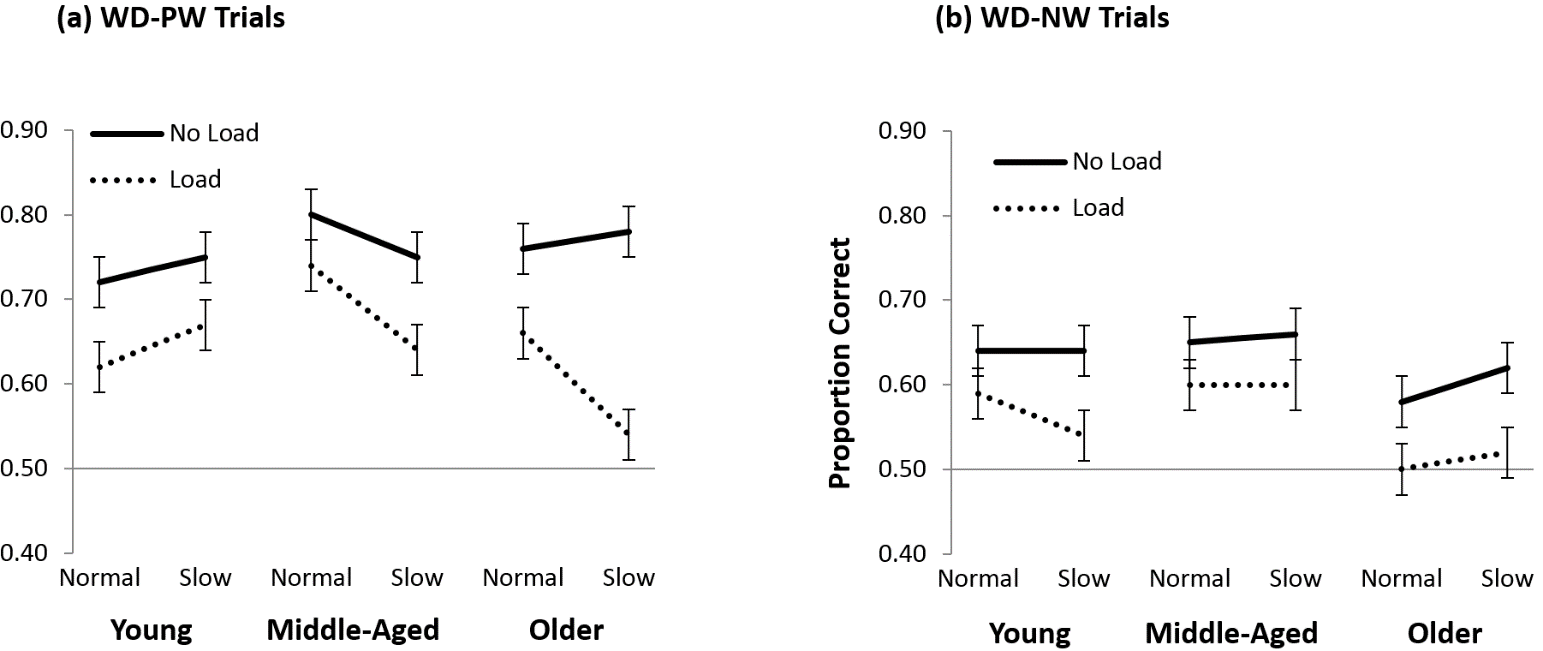 (a) WD-PW Trials
0.90
0.80
0.70
0.60
0.50
0.40
No Load
Load
Normal Slow Normal Slow Normal Slow
Young Middle-Aged Older
(b) WD-NW Trials
Proportion Correct
0.90
0.80
0.70
0.60
0.50
0.40
No Load
Load
Normal Slow Normal Slow Normal Slow
Young Middle-Aged Older